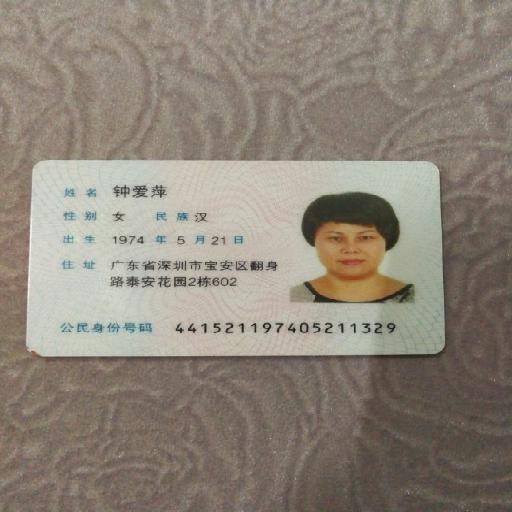 姓名 钟爱萍
性别 女 民族 汉
出生 1974 年 5 月 21 日
住址 广东省深圳市宝安区翻身
路泰安花园2栋602
公民身份号码 441521197405211329